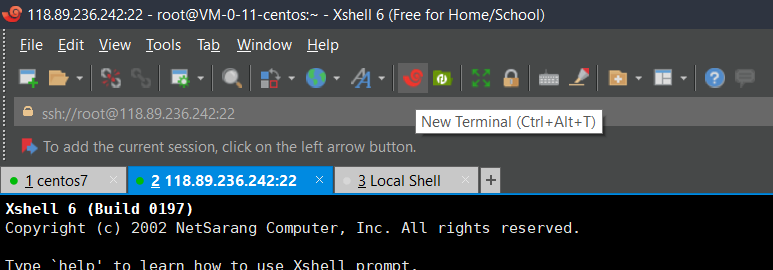 118.89.236.242:22 - root@VM-0-11-centos:~ - Xshell 6 (Free for Home/School)
File Edit View Tools Tab Window Help
ssh://root@118.89.236.242:22
New Terminal (Ctrl+Alt+T)
To add the current session, click on the left arrow button.
1 centos7 2 118.89.236.242:22 3 Local Shell
Xshell 6 (Build 0197)
Copyright (c) 2002 NetSarang Computer, Inc. All rights reserved.
Type `help' to learn how to use Xshell prompt.